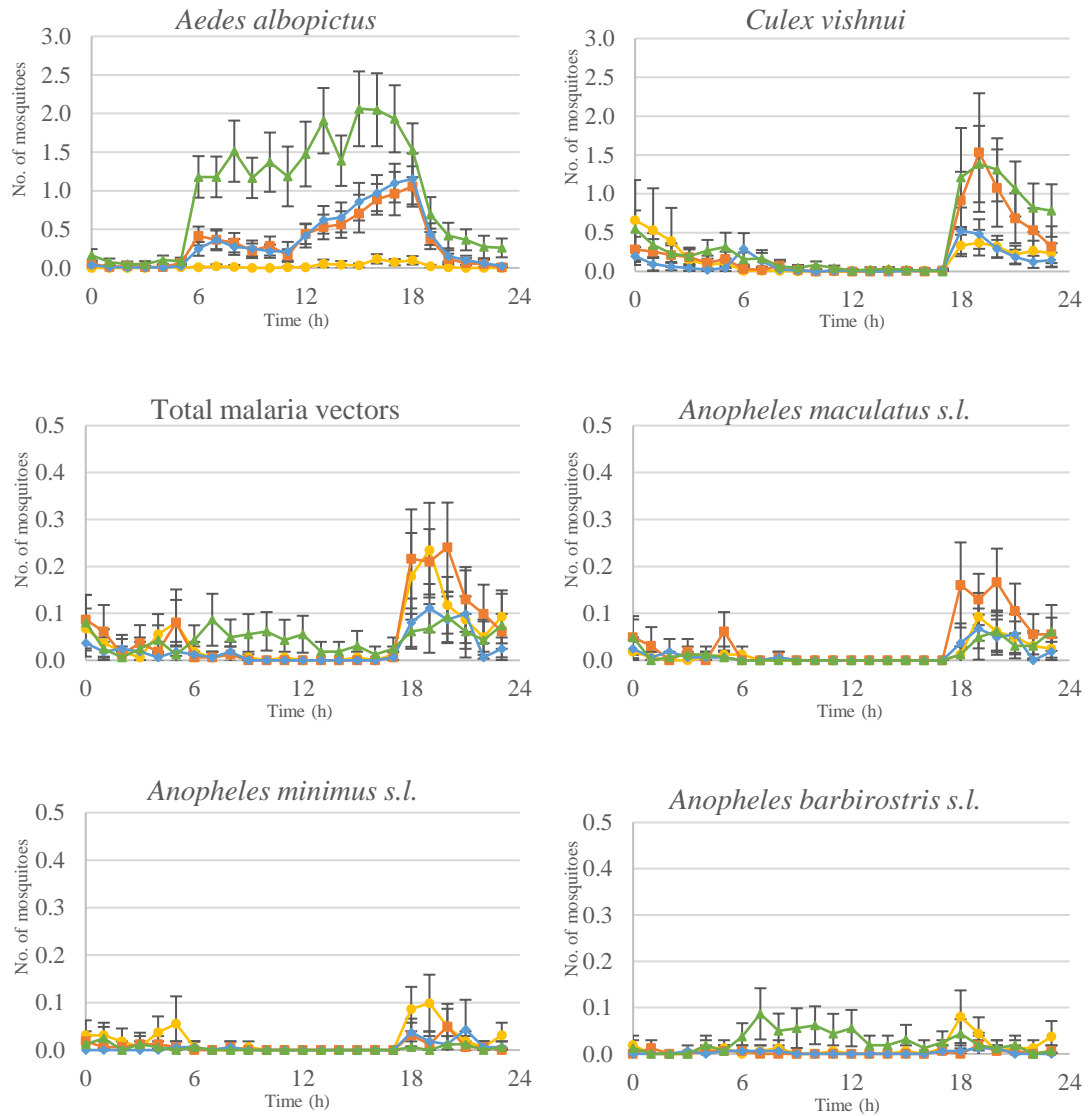 Aedes albopictus
No. of mosquitoes
3.0
2.5
2.0
1.5
1.0
0.5
0.0
0 6 12 18 24
Time (h)
Culex vishnui
No. of mosquitoes
3.0
2.5
2.0
1.5
1.0
0.5
0.0
0 6 12 18 24
Time (h)
Total malaria vectors
No. of mosquitoes
0.5
0.4
0.3
0.2
0.1
0.0
0 6 12 18 24
Time (h)
Anopheles maculatus s.l.
No. of mosquitoes
0.5
0.4
0.3
0.2
0.1
0.0
0 6 12 18 24
Time (h)
Anopheles minimus s.l.
No. of mosquitoes
0.5
0.4
0.3
0.2
0.1
0.0
0 6 12 18 24
Time (h)
Anopheles barbirostris s.l.
No. of mosquitoes
0.5
0.4
0.3
0.2
0.1
0.0
0 6 12 18 24
Time (h)